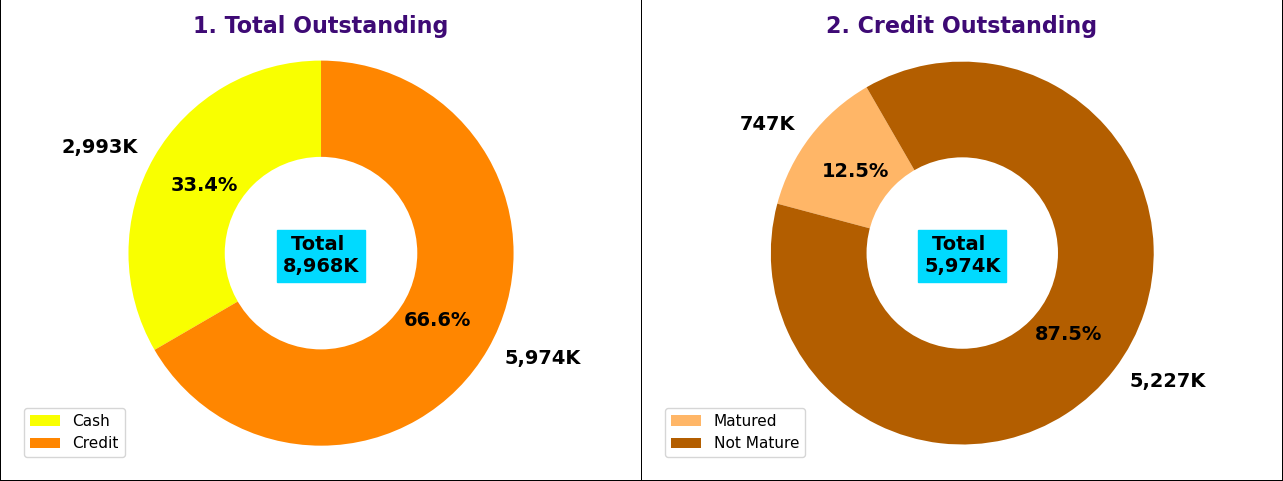 1. Total Outstanding
2,993K
33.4%
Total
8,968K
66.6%
5,974K
Cash
Credit
2. Credit Outstanding
747K
12.5%
Total
5,974K
87.5%
5,227K
Matured
Not Mature